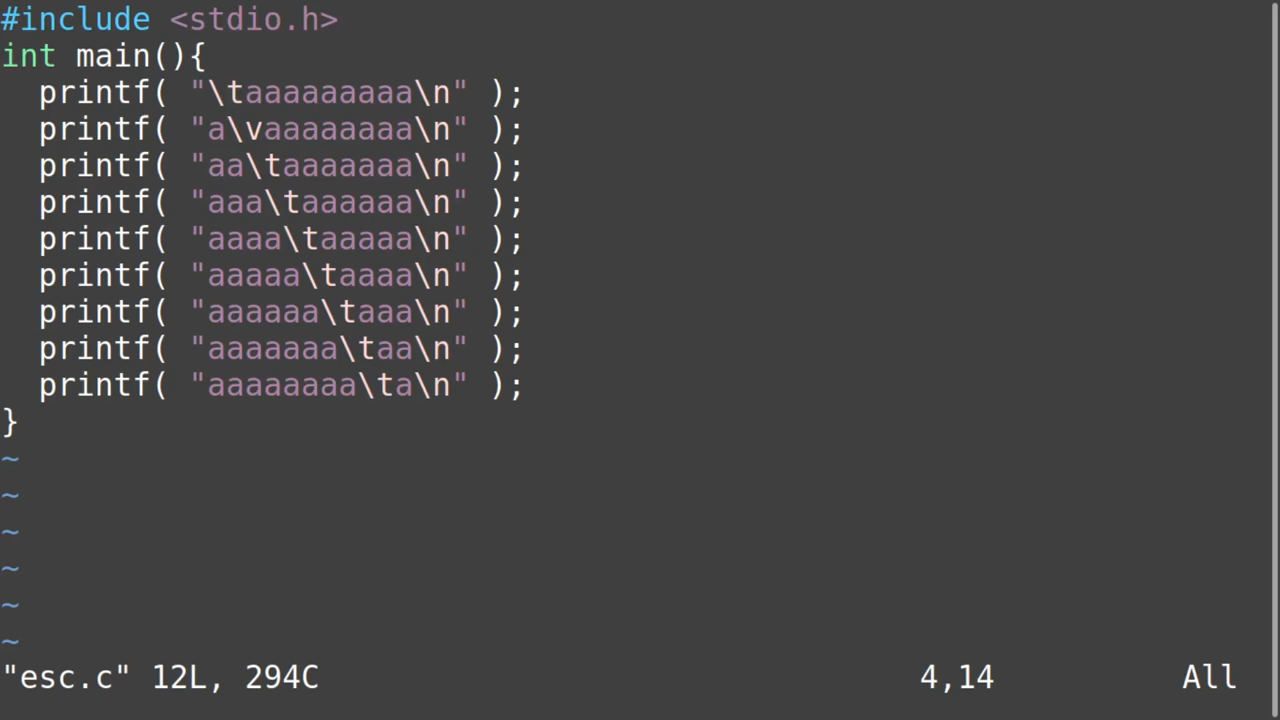 #include <stdio.h>
int main(){
  printf( "\taaaaaaaaa\n" );
  printf( "a\vaaaaaaaa\n" );
  printf( "aa\taaaaaaa\n" );
  printf( "aaa\taaaaaa\n" );
  printf( "aaaa\taaaaa\n" );
  printf( "aaaaa\taaaa\n" );
  printf( "aaaaaa\taaa\n" );
  printf( "aaaaaaa\taa\n" );
  printf( "aaaaaaaa\ta\n" );
}
~
~
~
~
~
~
"esc.c" 12L, 294C 4,14 All